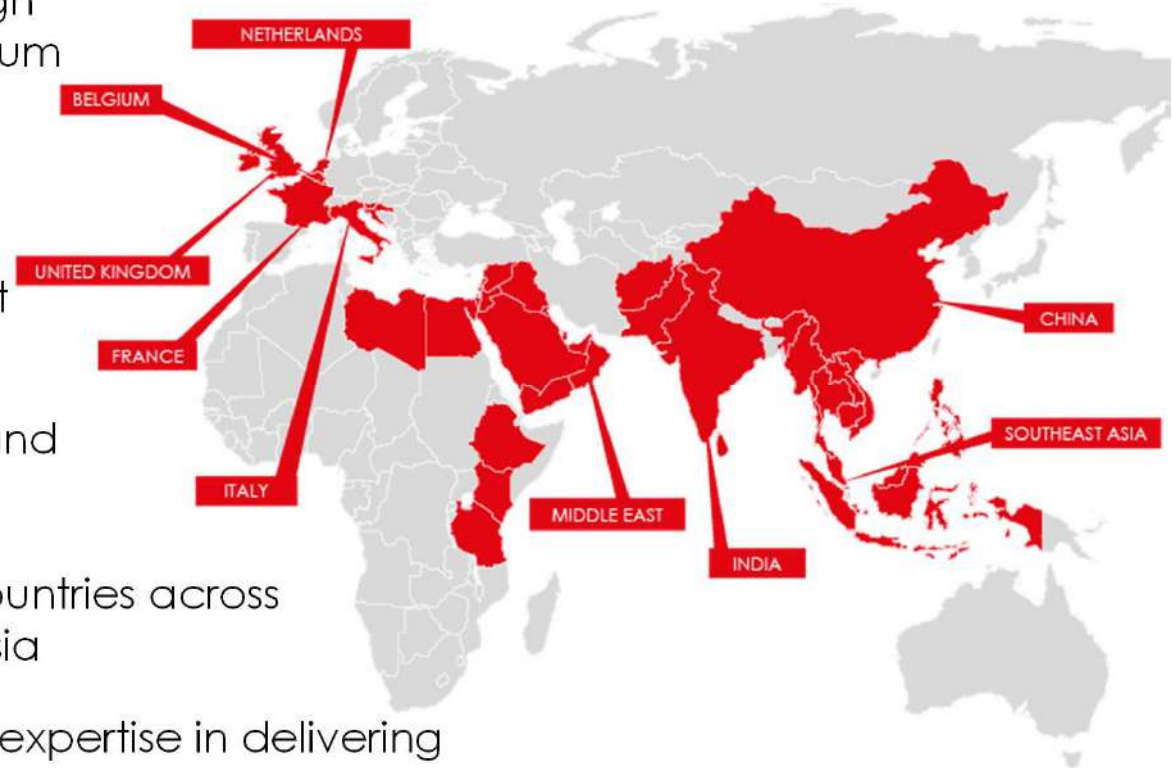 um
NETHERLANDS
BELGIUM
UNITED KINGDOM
FRANCE
CHINA
SOUTHEAST ASIA
ITALY
MIDDLE EAST
INDIA
ountries across
sia
expertise in delivering